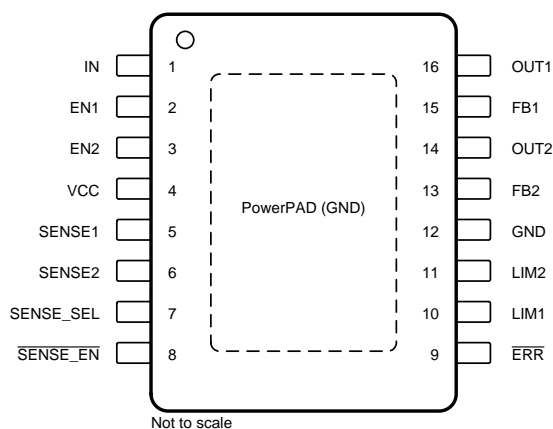 IN 1 16 OUT1
EN1 2 15 FB1
EN2 3 14 OUT2
VCC 4 13 FB2
PowerPAD (GND)
SENSE1 5 12 GND
SENSE2 6 11 LIM2
SENSE_SEL 7 10 LIM1
SENSE_EN 8 9 ERR
Not to scale